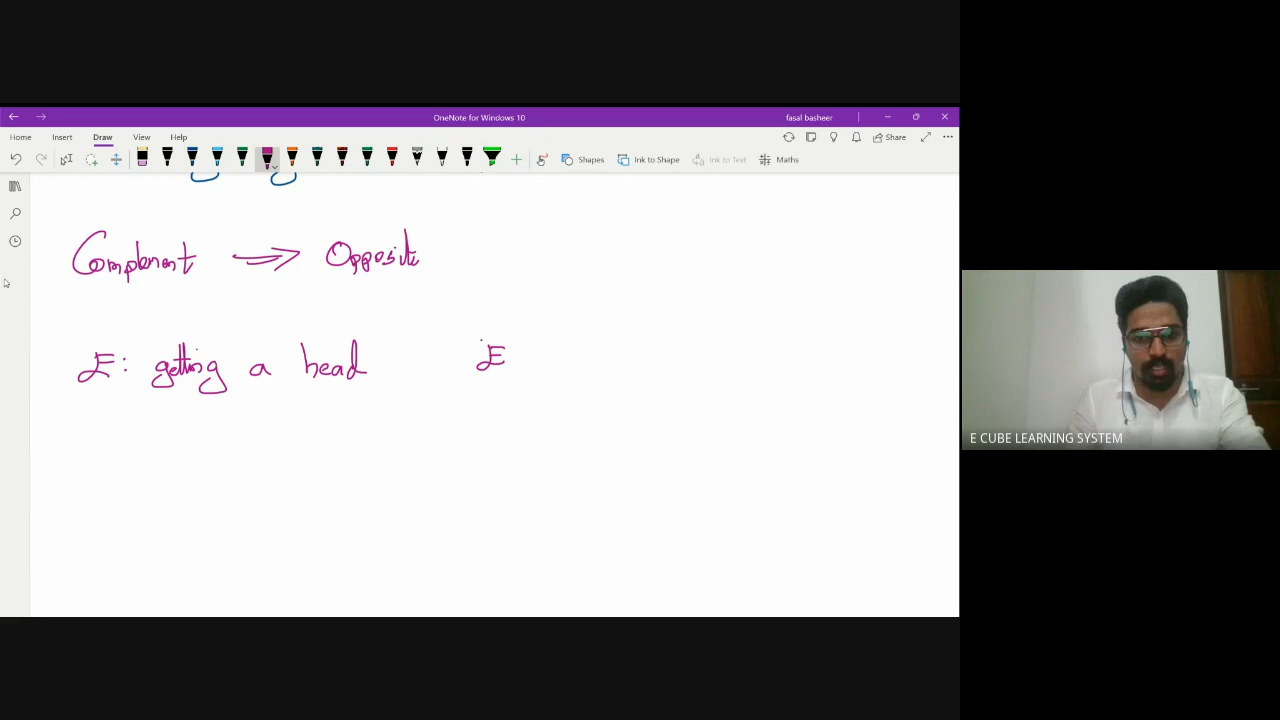 OneNote for Windows 10
fasal basheer
Home Insert Draw View Help
Share
Shapes Ink to Shape Ink to Text Maths
Complement ⇒ Opposite
E: getting a head E
E CUBE LEARNING SYSTEM